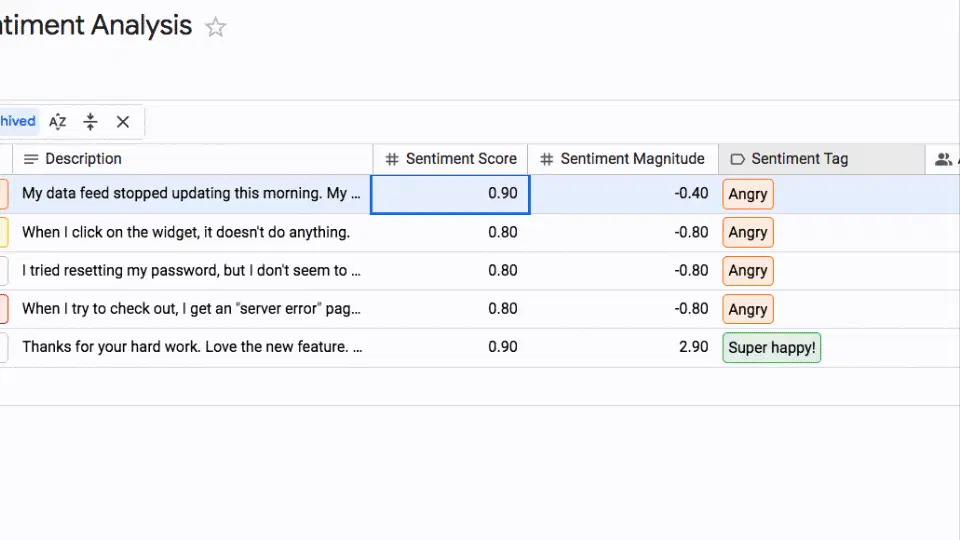 ntiment Analysis
hived
Description Sentiment Score Sentiment Magnitude Sentiment Tag
My data feed stopped updating this morning. My ... 0.90 -0.40 Angry
When I click on the widget, it doesn't do anything. 0.80 -0.80 Angry
I tried resetting my password, but I don't seem to ... 0.80 -0.80 Angry
When I try to check out, I get an "server error" pag... 0.80 -0.80 Angry
Thanks for your hard work. Love the new feature. ... 0.90 2.90 Super happy!